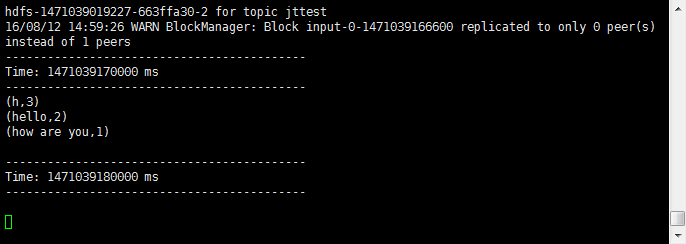 hdfs-1471039019227-663ffa30-2 for topic jttest
16/08/12 14:59:26 WARN BlockManager: Block input-0-1471039166600 replicated to only 0 peer(s)
instead of 1 peers
-------------------------------------------
Time: 1471039170000 ms
-------------------------------------------
(h,3)
(hello,2)
(how are you,1)
-------------------------------------------
Time: 1471039180000 ms
-------------------------------------------